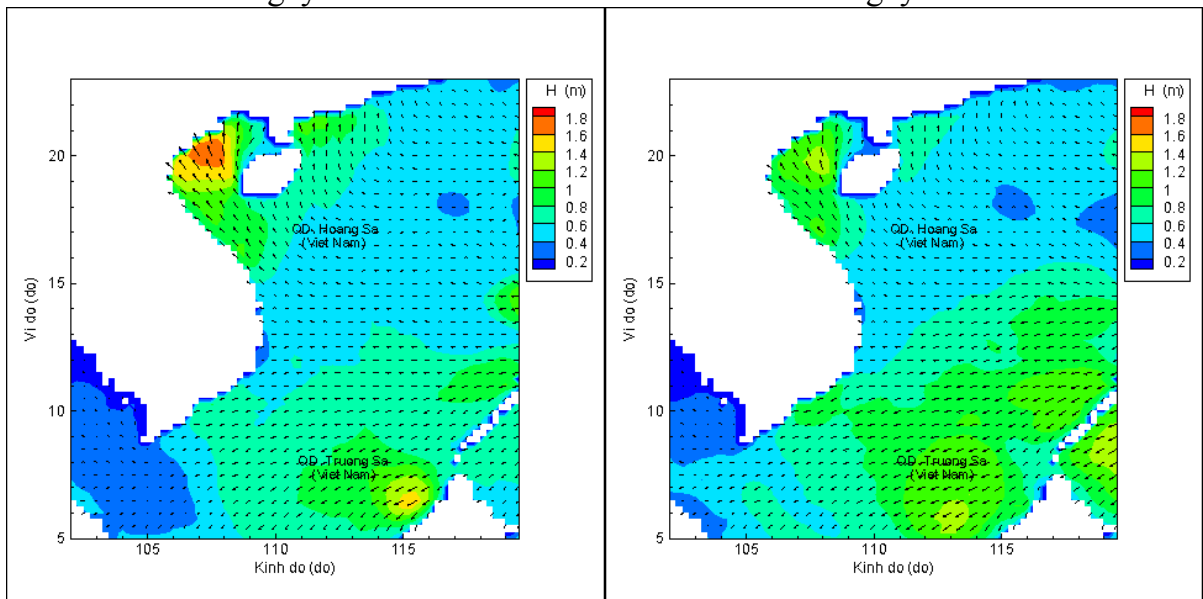 H (m)
1.8
1.6
1.4
1.2
1
0.8
0.6
0.4
0.2
20
15
10
5
Vi do (do)
QD. Hoang Sa
(Viet Nam)
QD. Truong Sa
(Viet Nam)
105
110
115
Kinh do (do)
H (m)
1.8
1.6
1.4
1.2
1
0.8
0.6
0.4
0.2
20
15
10
5
Vi do (do)
QD. Hoang Sa
(Viet Nam)
QD. Truong Sa
(Viet Nam)
105
110
115
Kinh do (do)